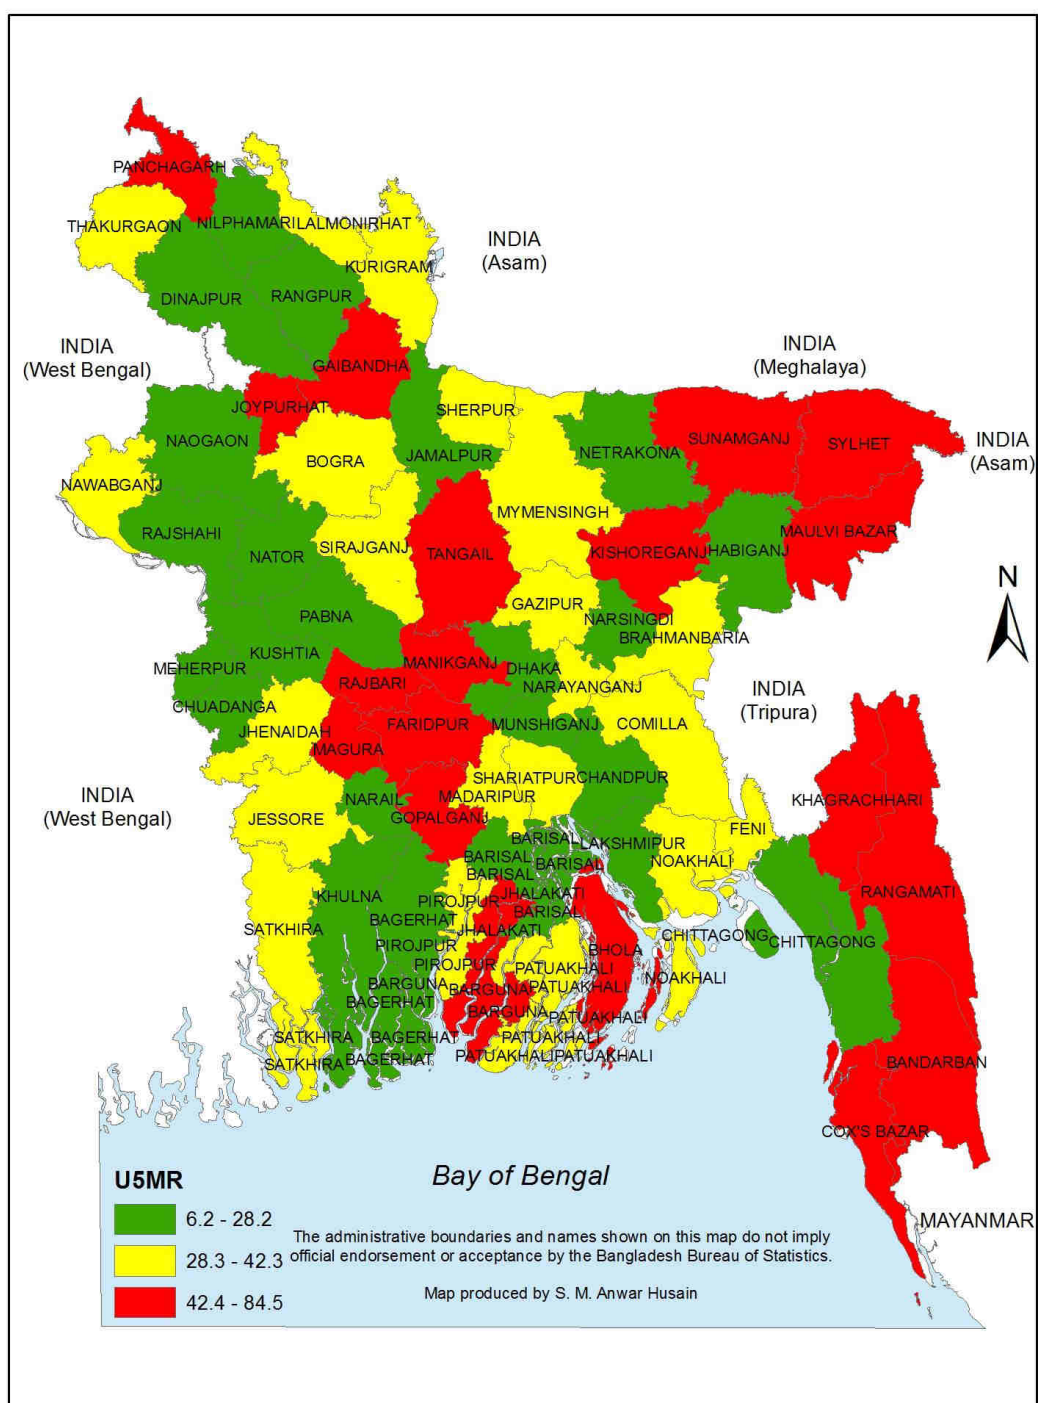 PANCHAGARH
THAKURGAON
NILPHAMARI
LALMONIRHAT
KURIGRAM
INDIA
(Asam)
DINAJPUR
RANGPUR
INDIA
(West Bengal)
GAIBANDHA
INDIA
(Meghalaya)
JOYPURHAT
SHERPUR
NAOGAON
BOGRA
JAMALPUR
NETRAKONA
SUNAMGANJ
SYLHET
INDIA
(Asam)
NAWABGANJ
MYMENSINGH
RAJSHAHI
NATOR
SIRAJGANJ
TANGAIL
KISHOREGANJ
HABIGANJ
MAULVI BAZAR
N
PABNA
GAZIPUR
NARSINGDI
BRAHMANBARIA
MEHERPUR
KUSHTIA
MANIKGANJ
DHAKA
RAJBARI
NARAYANGANJ
CHUADANGA
INDIA
(Tripura)
JHENAIDAH
MAGURA
FARIDPUR
MUNSHIGANJ
COMILLA
INDIA
(West Bengal)
SHARIATPUR
CHANDPUR
MADARIPUR
NARAIL
GOPALGANJ
JESSORE
KHAGRACHHARI
FENI
BARISAL
LAKSHMIPUR
BARISAL
BARISAL
NOAKHALI
BARISAL
RANGAMATI
KHULNA
PIROJPUR
JHALAKATI
BAGERHAT
BARISAL
SATKHIRA
JHALAKATI
CHITTAGONG
CHITTAGONG
PIROJPUR
BHOLA
PIROJPUR
PATUAKHALI
NOAKHALI
BARGUNA
BARGUNA
PATUAKHALI
BAGERHAT
BARGUNA
PATUAKHALI
SATKHIRA
BAGERHAT
PATUAKHALI
SATKHIRA
BAGERHAT
PATUAKHALI
PATUAKHALI
BANDARBAN
COX'S BAZAR
Bay of Bengal
MAYANMAR
U5MR
6.2 - 28.2
28.3 - 42.3
42.4 - 84.5
The administrative boundaries and names shown on this map do not imply
official endorsement or acceptance by the Bangladesh Bureau of Statistics.
Map produced by S. M. Anwar Husain